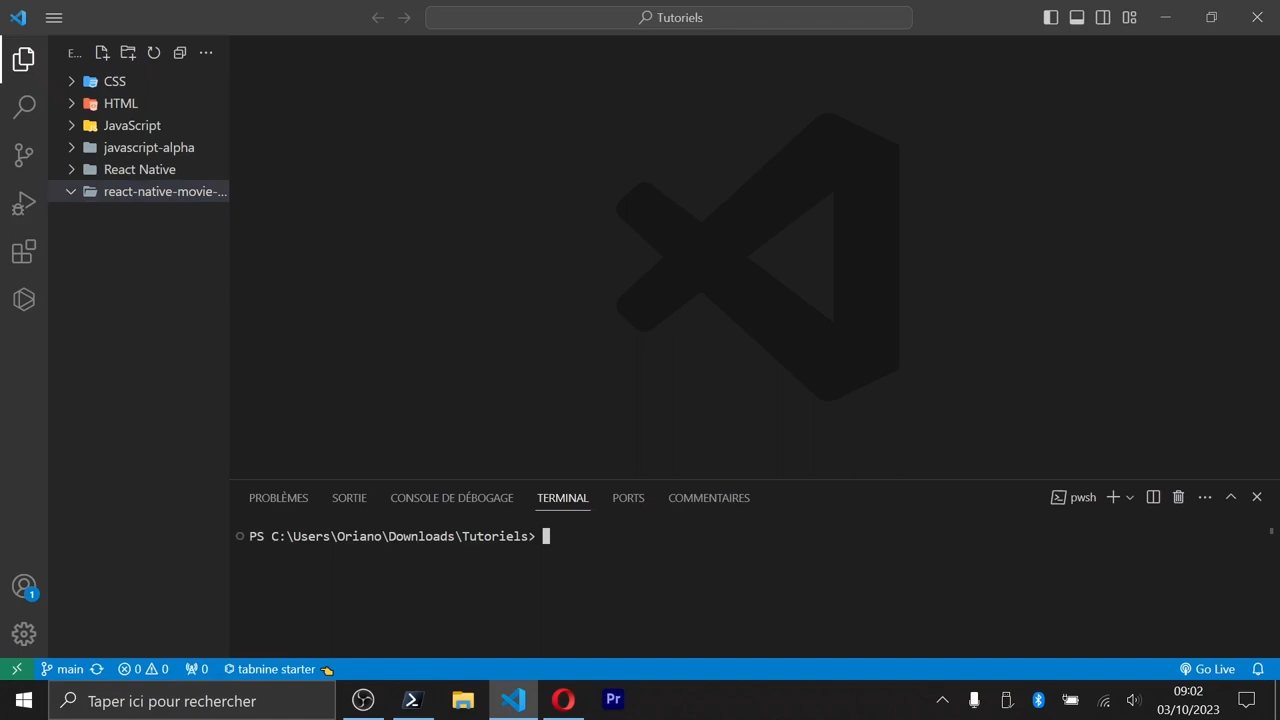 Tutoriels
E...
CSS
HTML
JavaScript
javascript-alpha
React Native
react-native-movie-...
PROBLÈMES SORTIE CONSOLE DE DÉBOGAGE TERMINAL PORTS COMMENTAIRES
pwsh
PS C:\Users\Oriano\Downloads\Tutoriels>
1
main 0 0 0 tabnine starter Go Live
Taper ici pour rechercher
Pr
09:02
03/10/2023